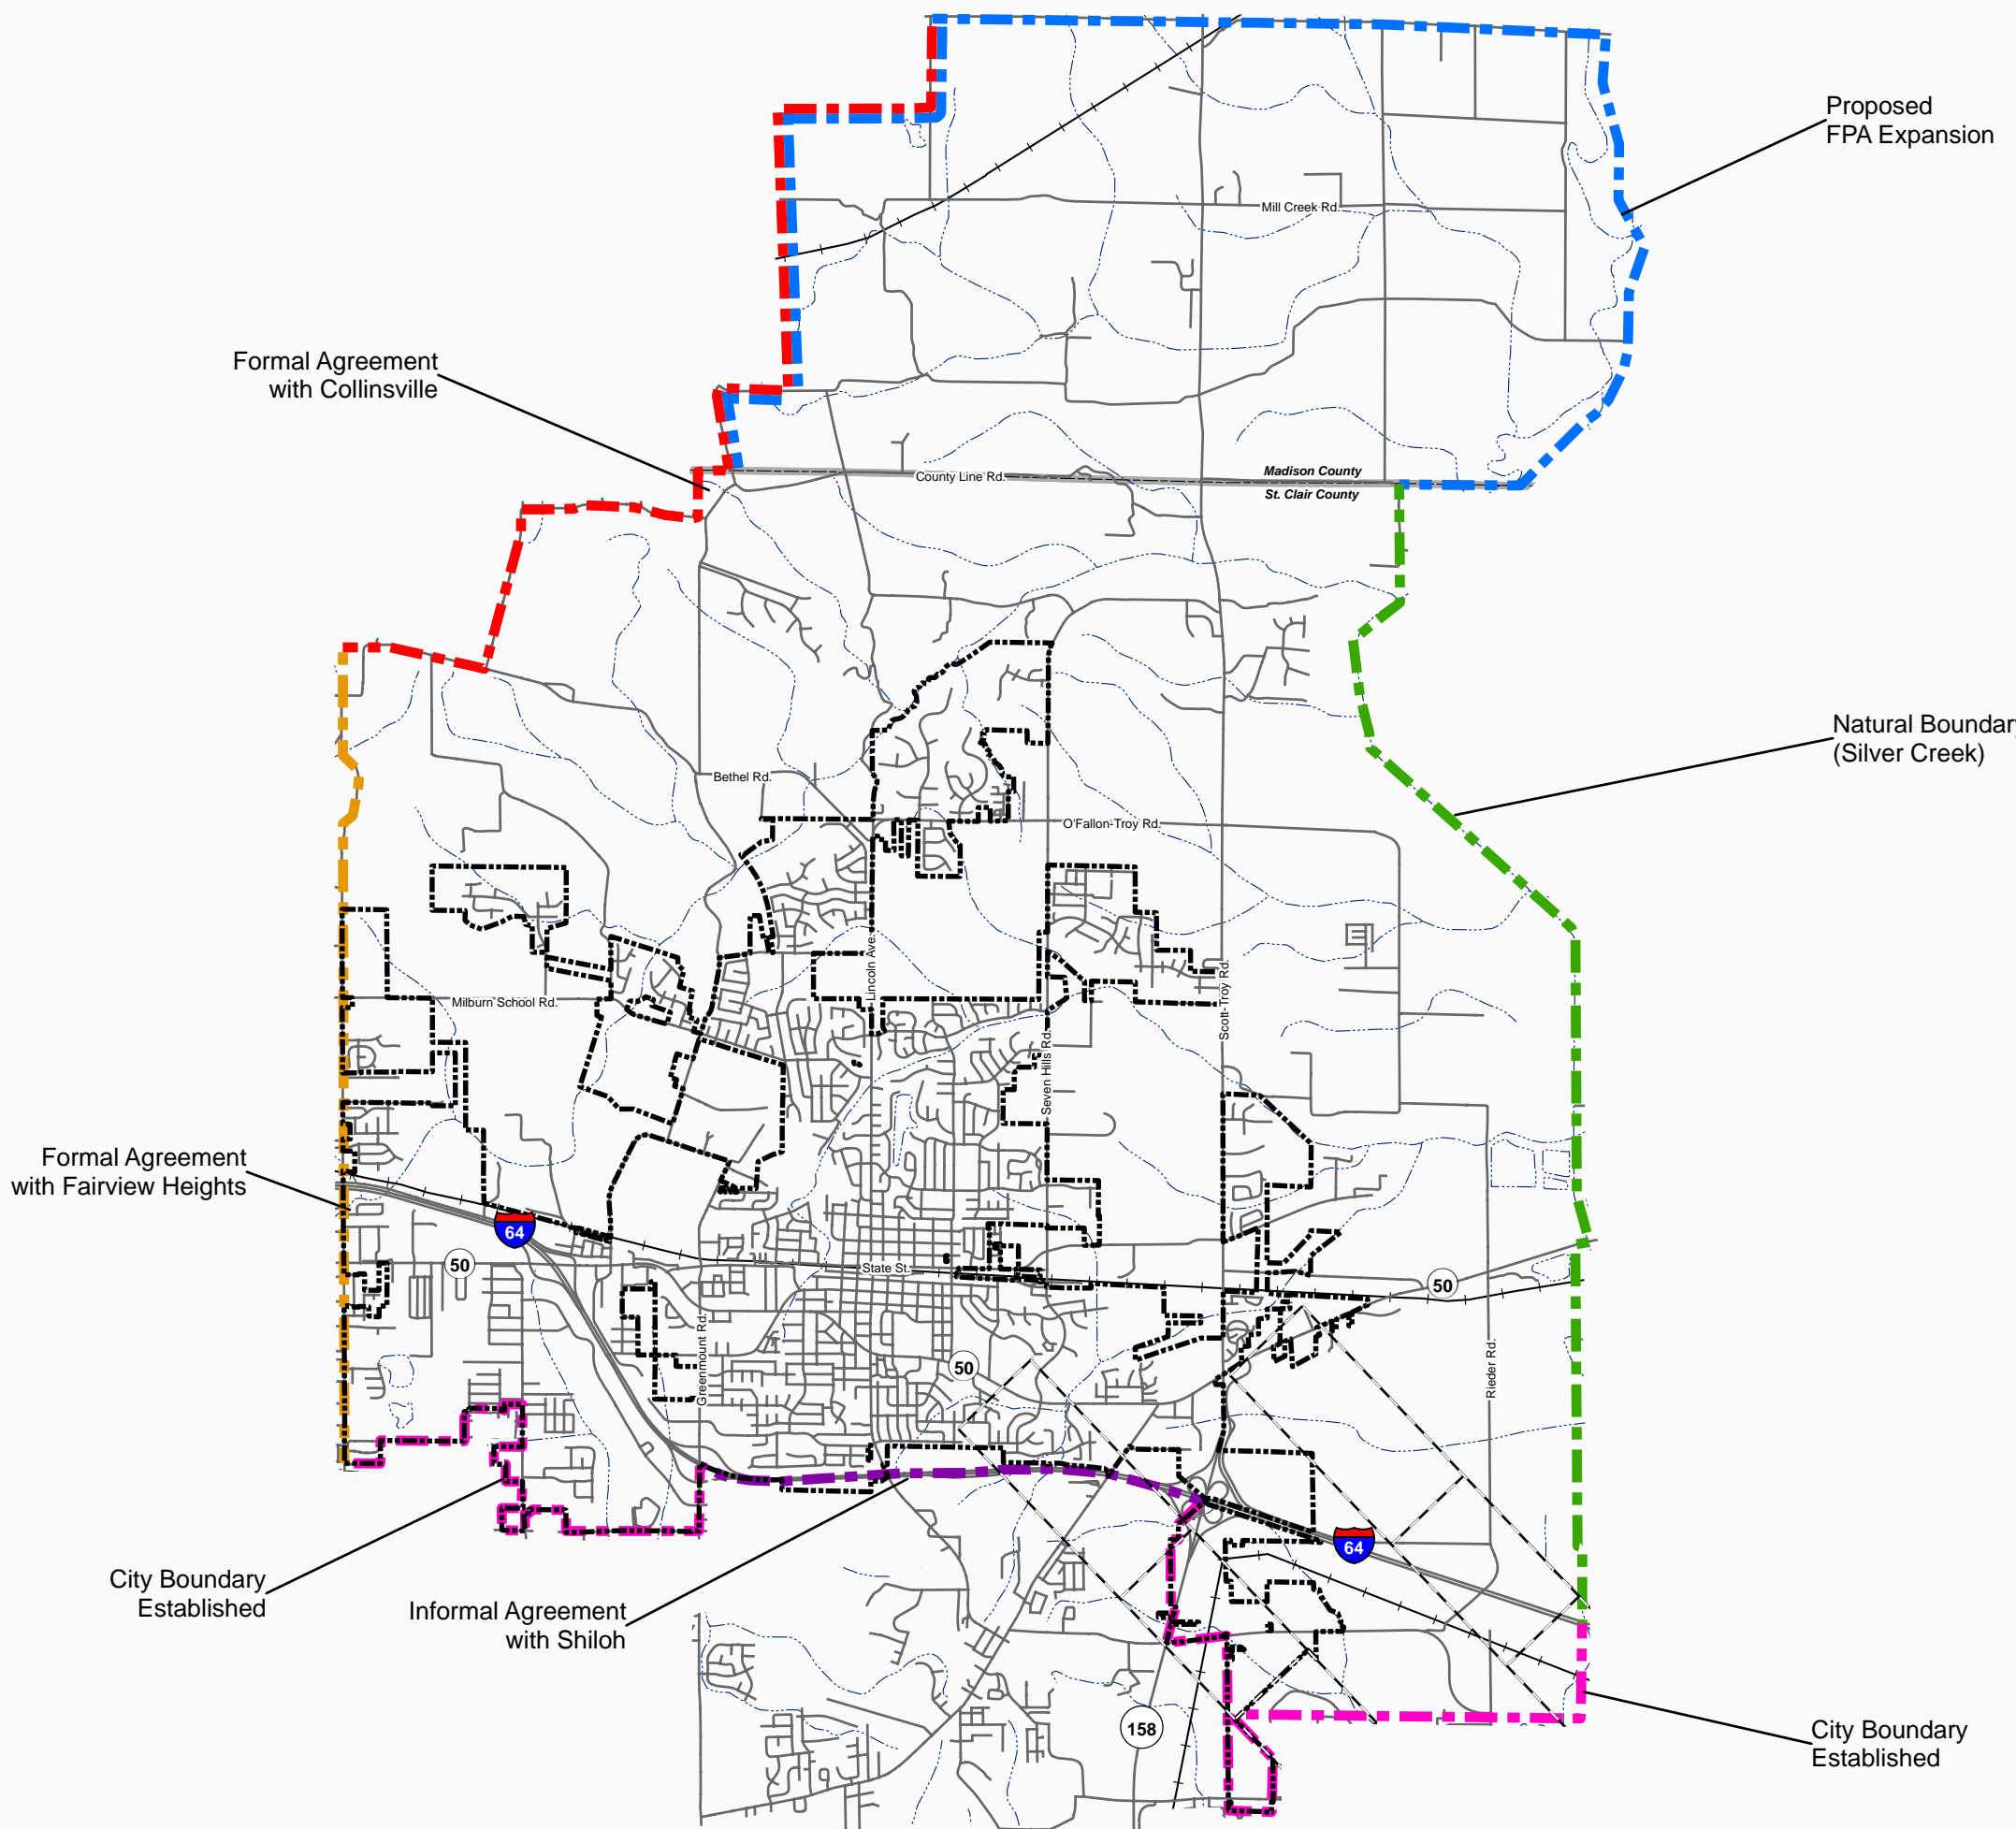 Proposed
FPA Expansion
Mill Creek Rd.
Formal Agreement
with Collinsville
Madison County
County Line Rd.
St. Clair County
Natural Boundary
(Silver Creek)
Bethel Rd.
O'Fallon-Troy Rd.
Lincoln Ave.
Scott-Troy Rd.
Milburn School Rd.
Seven Hills Rd.
Formal Agreement
with Fairview Heights
64
50
State St.
50
Greenmount Rd.
50
Rieder Rd.
64
City Boundary
Established
Informal Agreement
with Shiloh
158
City Boundary
Established